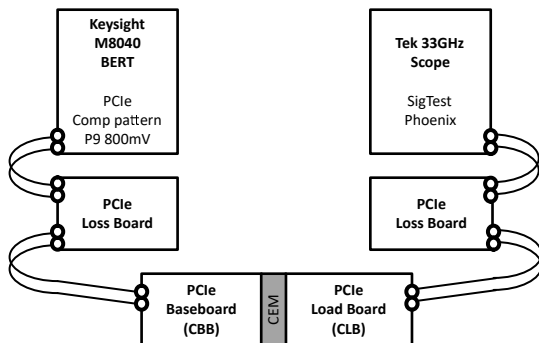 Keysight
M8040
BERT
PCIe
Comp pattern
P9 800mV
Tek 33GHz
Scope
SigTest
Phoenix
PCIe
Loss Board
PCIe
Loss Board
PCIe
Baseboard
(CBB)
CEM
PCIe
Load Board
(CLB)